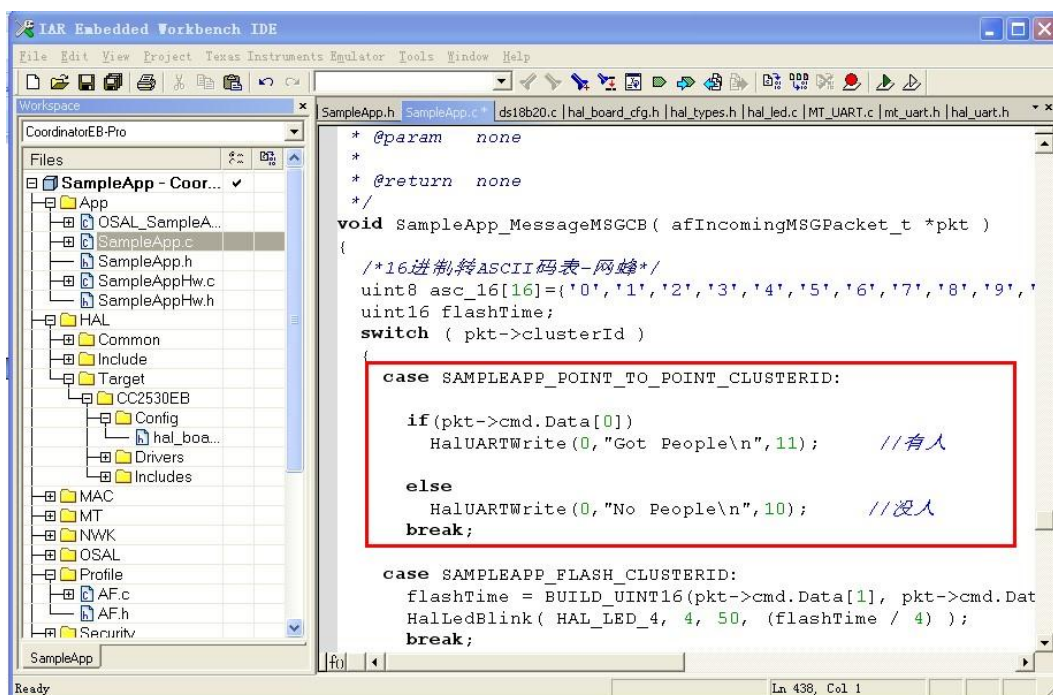 IAR Embedded Workbench IDE
File Edit View Project Texas Instruments Emulator Tools Window Help
Workspace
CoordinatorEB-Pro
Files
SampleApp - Coor...
App
OSAL_SampleA...
SampleApp.c
SampleApp.h
SampleAppHw.c
SampleAppHw.h
HAL
Common
Include
Target
CC2530EB
Config
hal_boa...
Drivers
Includes
MAC
MT
NWK
OSAL
Profile
AF.c
AF.h
Security
SampleApp
SampleApp.h SampleApp.c * ds18b20.c | hal_board_cfg.h | hal_types.h | hal_led.c | MT_UART.c | mt_uart.h | hal_uart.h
* @param none
*
* @return none
*/
void SampleApp_MessageMSGCB( afIncomingMSGPacket_t *pkt )
{
/*16进制转ASCII码表-网蜂*/
uint8 asc_16[16]={'0','1','2','3','4','5','6','7','8','9','
uint16 flashTime;
switch ( pkt->clusterId )
{
case SAMPLEAPP_POINT_TO_POINT_CLUSTERID:
if(pkt->cmd.Data[0])
HalUARTWrite(0,"Got People\n",11); //有人
else
HalUARTWrite(0,"No People\n",10); //没人
break;
case SAMPLEAPP_FLASH_CLUSTERID:
flashTime = BUILD_UINT16(pkt->cmd.Data[1], pkt->cmd.Dat
HalLedBlink( HAL_LED_4, 4, 50, (flashTime / 4) );
break;
f()
Ready
Ln 438, Col 1